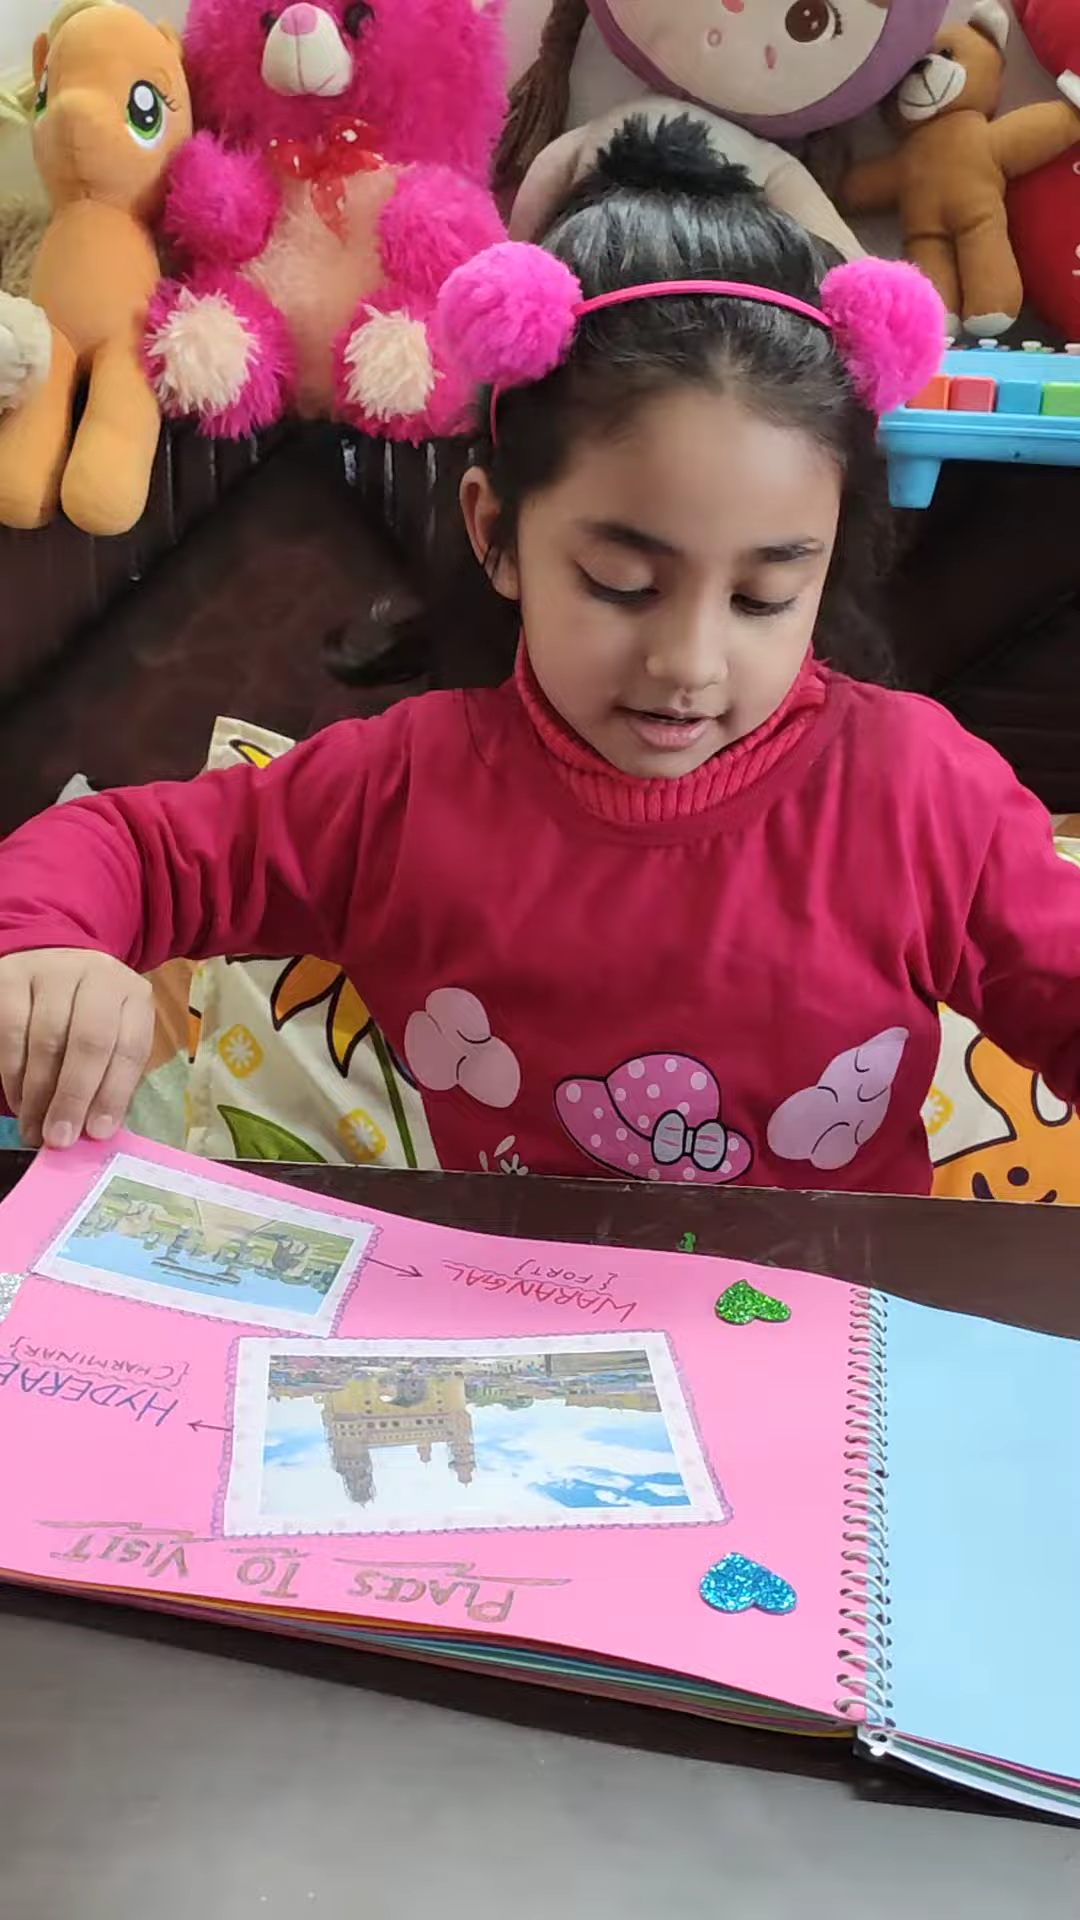 PLACES TO VISIT
HYDERAB
{CHARMINAR}
WARANGAL
{FORT}